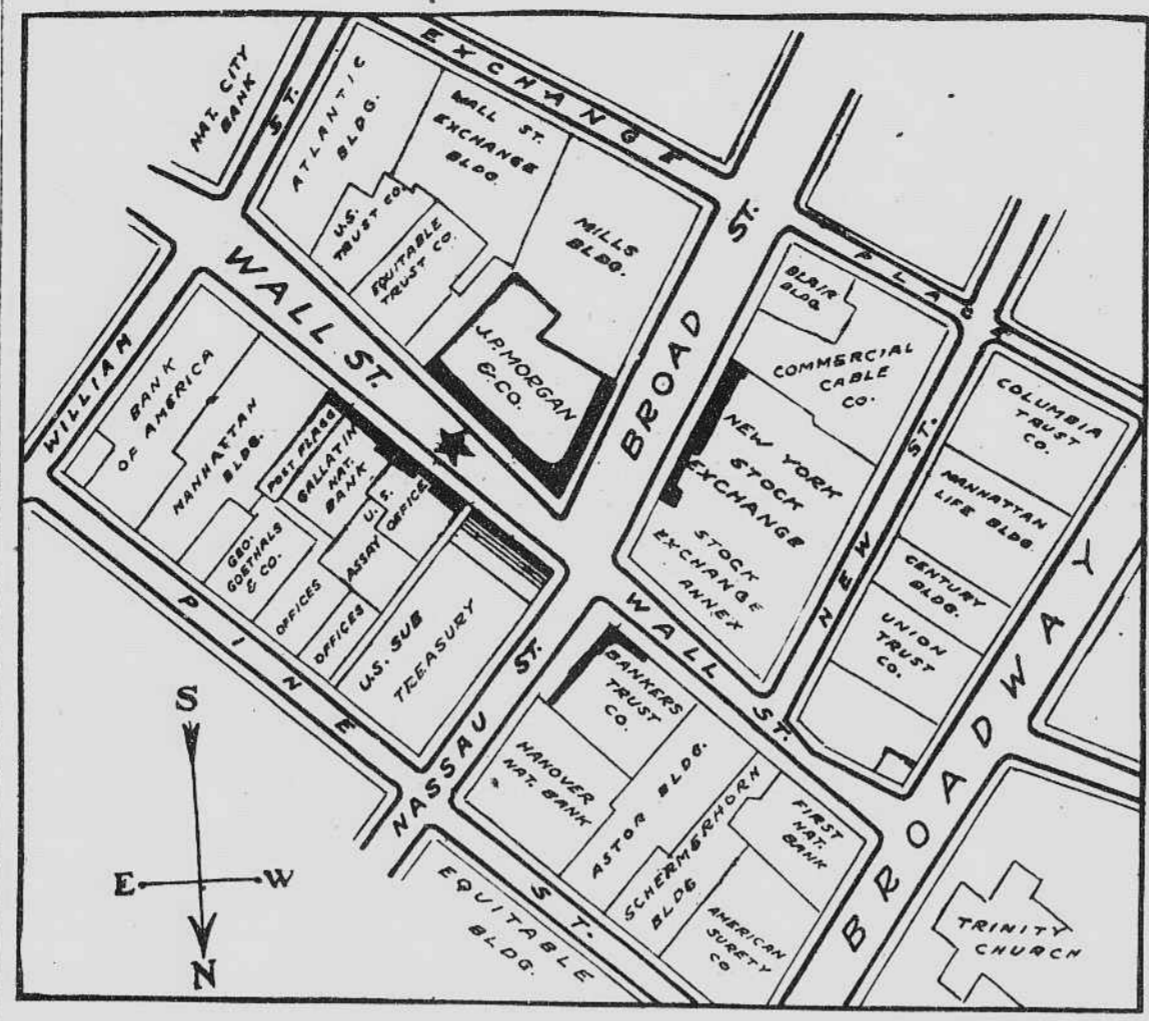 EXCHANGE
PLACE
NAT. CITY
BANK
ST.
ATLANTIC
BLDG.
WALL ST.
EXCHANGE
BLDG.
U.S.
TRUST CO.
EQUITABLE
TRUST CO.
MILLS
BLDG.
J.P. MORGAN
& CO.
WALL ST.
BROAD
ST.
BLAIR
BLDG
COMMERCIAL
CABLE
CO.
NEW YORK
STOCK
EXCHANGE
STOCK
EXCHANGE
ANNEX
NEW
ST.
COLUMBIA
TRUST
CO.
MANHATTAN
LIFE BLDG.
CENTURY
BLDG.
UNION
TRUST
CO.
WILLIAM
BANK
OF AMERICA
MANHATTAN
BLDG.
POST FLAGG
GALLATIN
NAT.
BANK
U.S.
ASSAY OFFICE
GEO.
GOETHALS
& CO.
OFFICES
OFFICES
U.S. SUB
TREASURY
PINE
ST.
NASSAU
ST.
WALL ST.
BANKERS
TRUST
CO.
HANOVER
NAT. BANK
ASTOR BLDG.
SCHERMERHORN
BLDG
FIRST
NAT.
BANK
AMERICAN
SURETY
CO
EQUITABLE
BLDG.
BROADWAY
TRINITY
CHURCH
S
E W
N